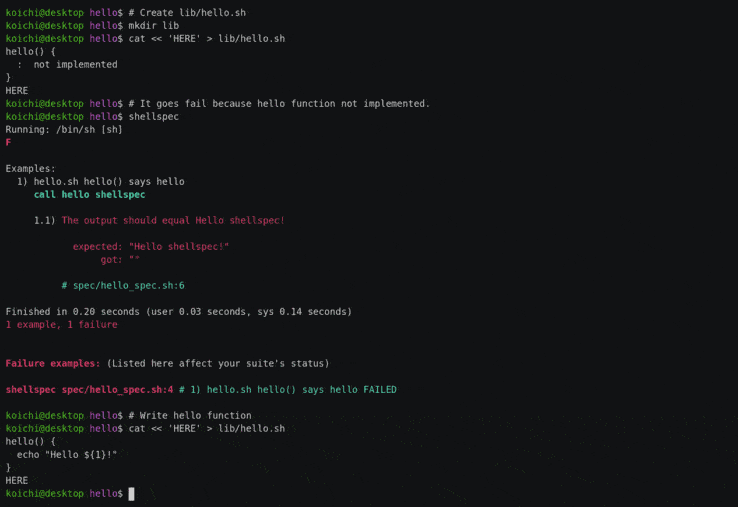 koichi@desktop hello$ # Create lib/hello.sh
koichi@desktop hello$ mkdir lib
koichi@desktop hello$ cat << 'HERE' > lib/hello.sh
hello() {
  :  not implemented
}
HERE
koichi@desktop hello$ # It goes fail because hello function not implemented.
koichi@desktop hello$ shellspec
Running: /bin/sh [sh]
F

Examples:
  1) hello.sh hello() says hello
     call hello shellspec

     1.1) The output should equal Hello shellspec!

            expected: "Hello shellspec!"
                 got: ""

          # spec/hello_spec.sh:6

Finished in 0.20 seconds (user 0.03 seconds, sys 0.14 seconds)
1 example, 1 failure


Failure examples: (Listed here affect your suite's status)

shellspec spec/hello_spec.sh:4 # 1) hello.sh hello() says hello FAILED

koichi@desktop hello$ # Write hello function
koichi@desktop hello$ cat << 'HERE' > lib/hello.sh
hello() {
  echo "Hello ${1}!"
}
HERE
koichi@desktop hello$